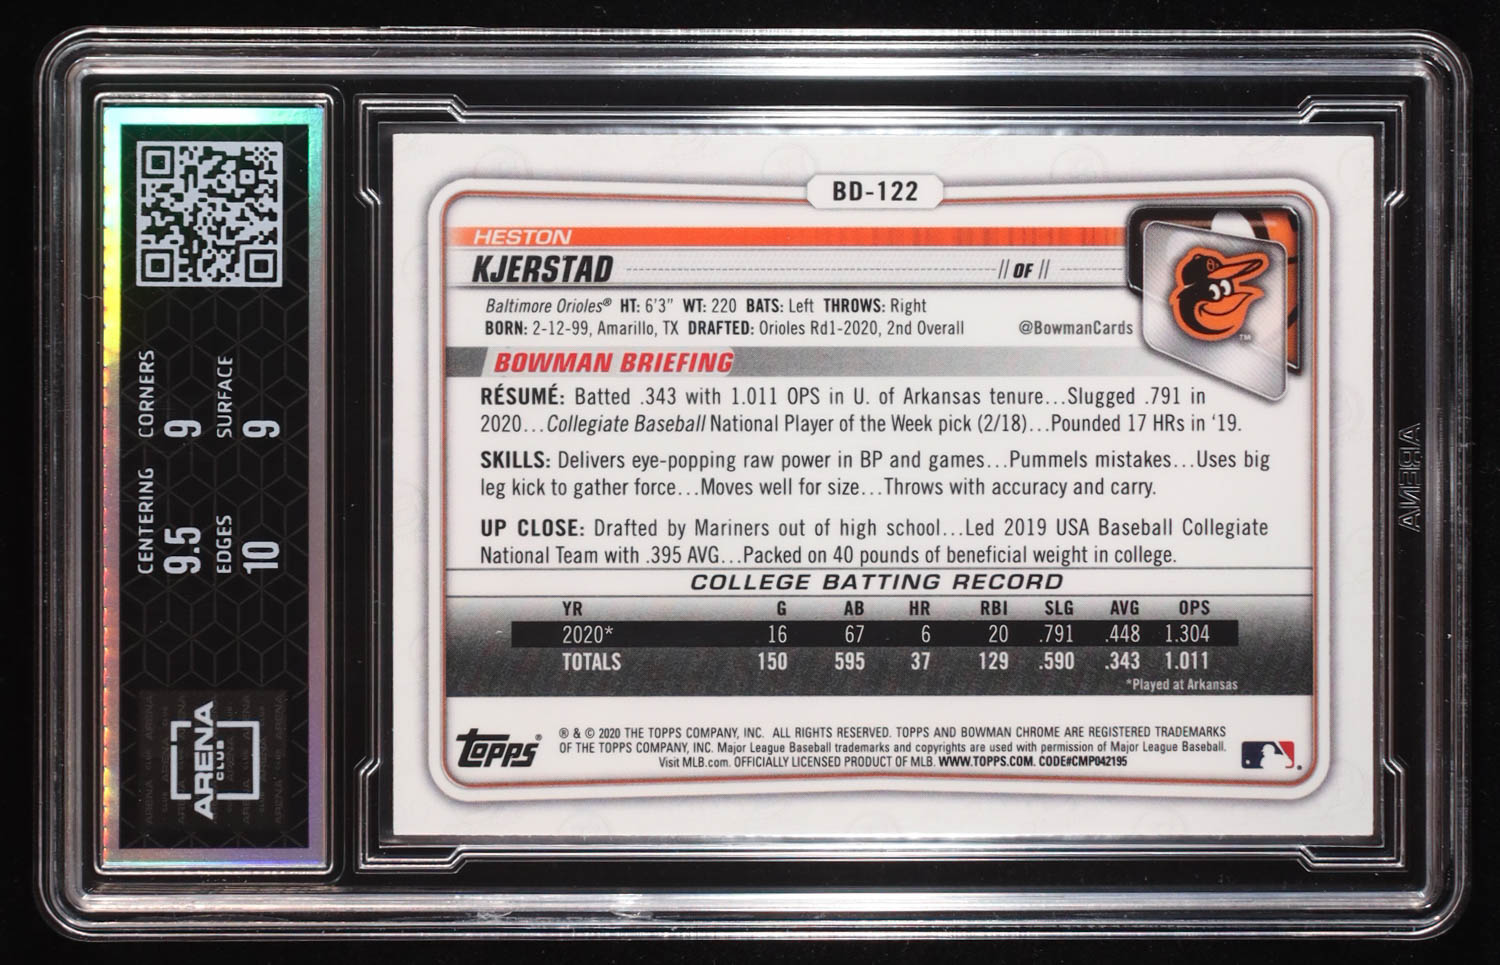 CENTERING CORNERS
9.5 9
EDGES SURFACE
10 9
ARENA
CLUB
BD-122
HESTON
KJERSTAD
// OF //
Baltimore Orioles® HT: 6'3" WT: 220 BATS: Left THROWS: Right
BORN: 2-12-99, Amarillo, TX DRAFTED: Orioles Rd1-2020, 2nd Overall
@BowmanCards
TM
BOWMAN BRIEFING
RÉSUMÉ: Batted .343 with 1.011 OPS in U. of Arkansas tenure...Slugged .791 in
2020...Collegiate Baseball National Player of the Week pick (2/18)...Pounded 17 HRs in '19.
SKILLS: Delivers eye-popping raw power in BP and games...Pummels mistakes...Uses big
leg kick to gather force...Moves well for size...Throws with accuracy and carry.
UP CLOSE: Drafted by Mariners out of high school...Led 2019 USA Baseball Collegiate
National Team with .395 AVG...Packed on 40 pounds of beneficial weight in college.
COLLEGE BATTING RECORD
YR G AB HR RBI SLG AVG OPS
2020* 16 67 6 20 .791 .448 1.304
TOTALS 150 595 37 129 .590 .343 1.011
*Played at Arkansas
Topps®
® & © 2020 THE TOPPS COMPANY, INC. ALL RIGHTS RESERVED. TOPPS AND BOWMAN CHROME ARE REGISTERED TRADEMARKS
OF THE TOPPS COMPANY, INC. Major League Baseball trademarks and copyrights are used with permission of Major League Baseball.
Visit MLB.com. OFFICIALLY LICENSED PRODUCT OF MLB. WWW.TOPPS.COM. CODE#CMP042195
ARENA